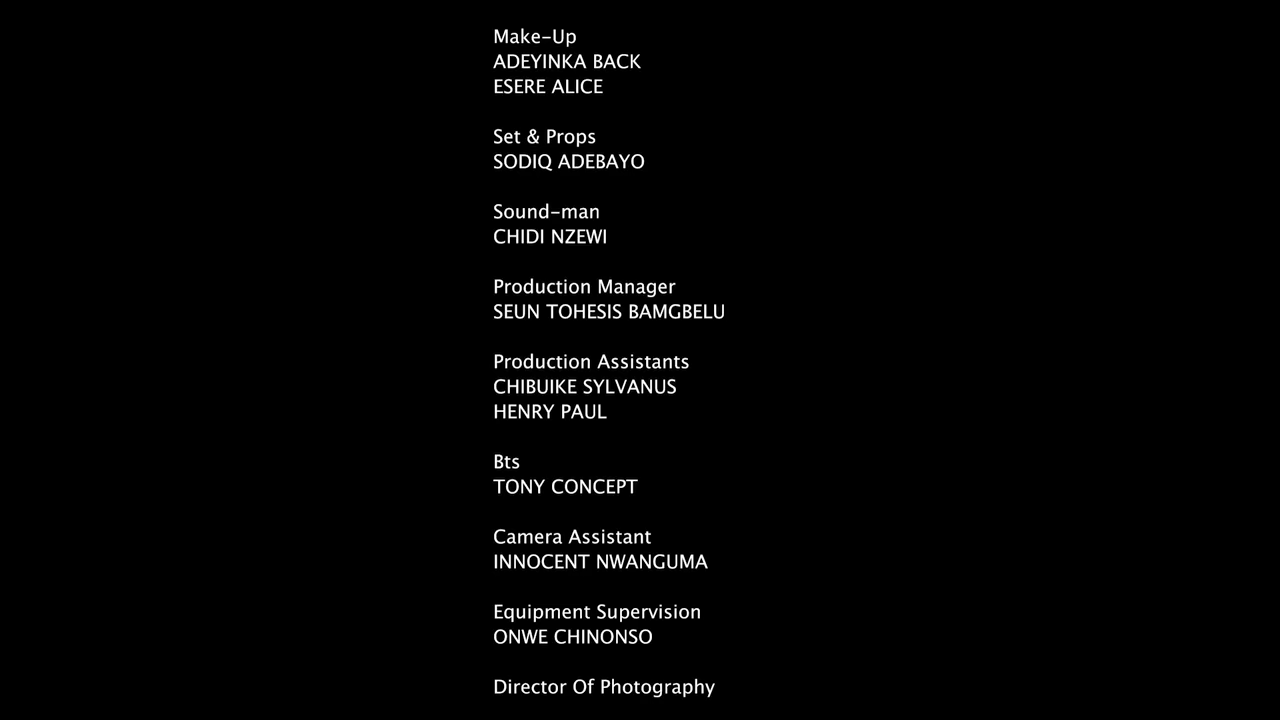 Make-Up
ADEYINKA BACK
ESERE ALICE
Set & Props
SODIQ ADEBAYO
Sound-man
CHIDI NZEWI
Production Manager
SEUN TOHESIS BAMGBELU
Production Assistants
CHIBUIKE SYLVANUS
HENRY PAUL
Bts
TONY CONCEPT
Camera Assistant
INNOCENT NWANGUMA
Equipment Supervision
ONWE CHINONSO
Director Of Photography